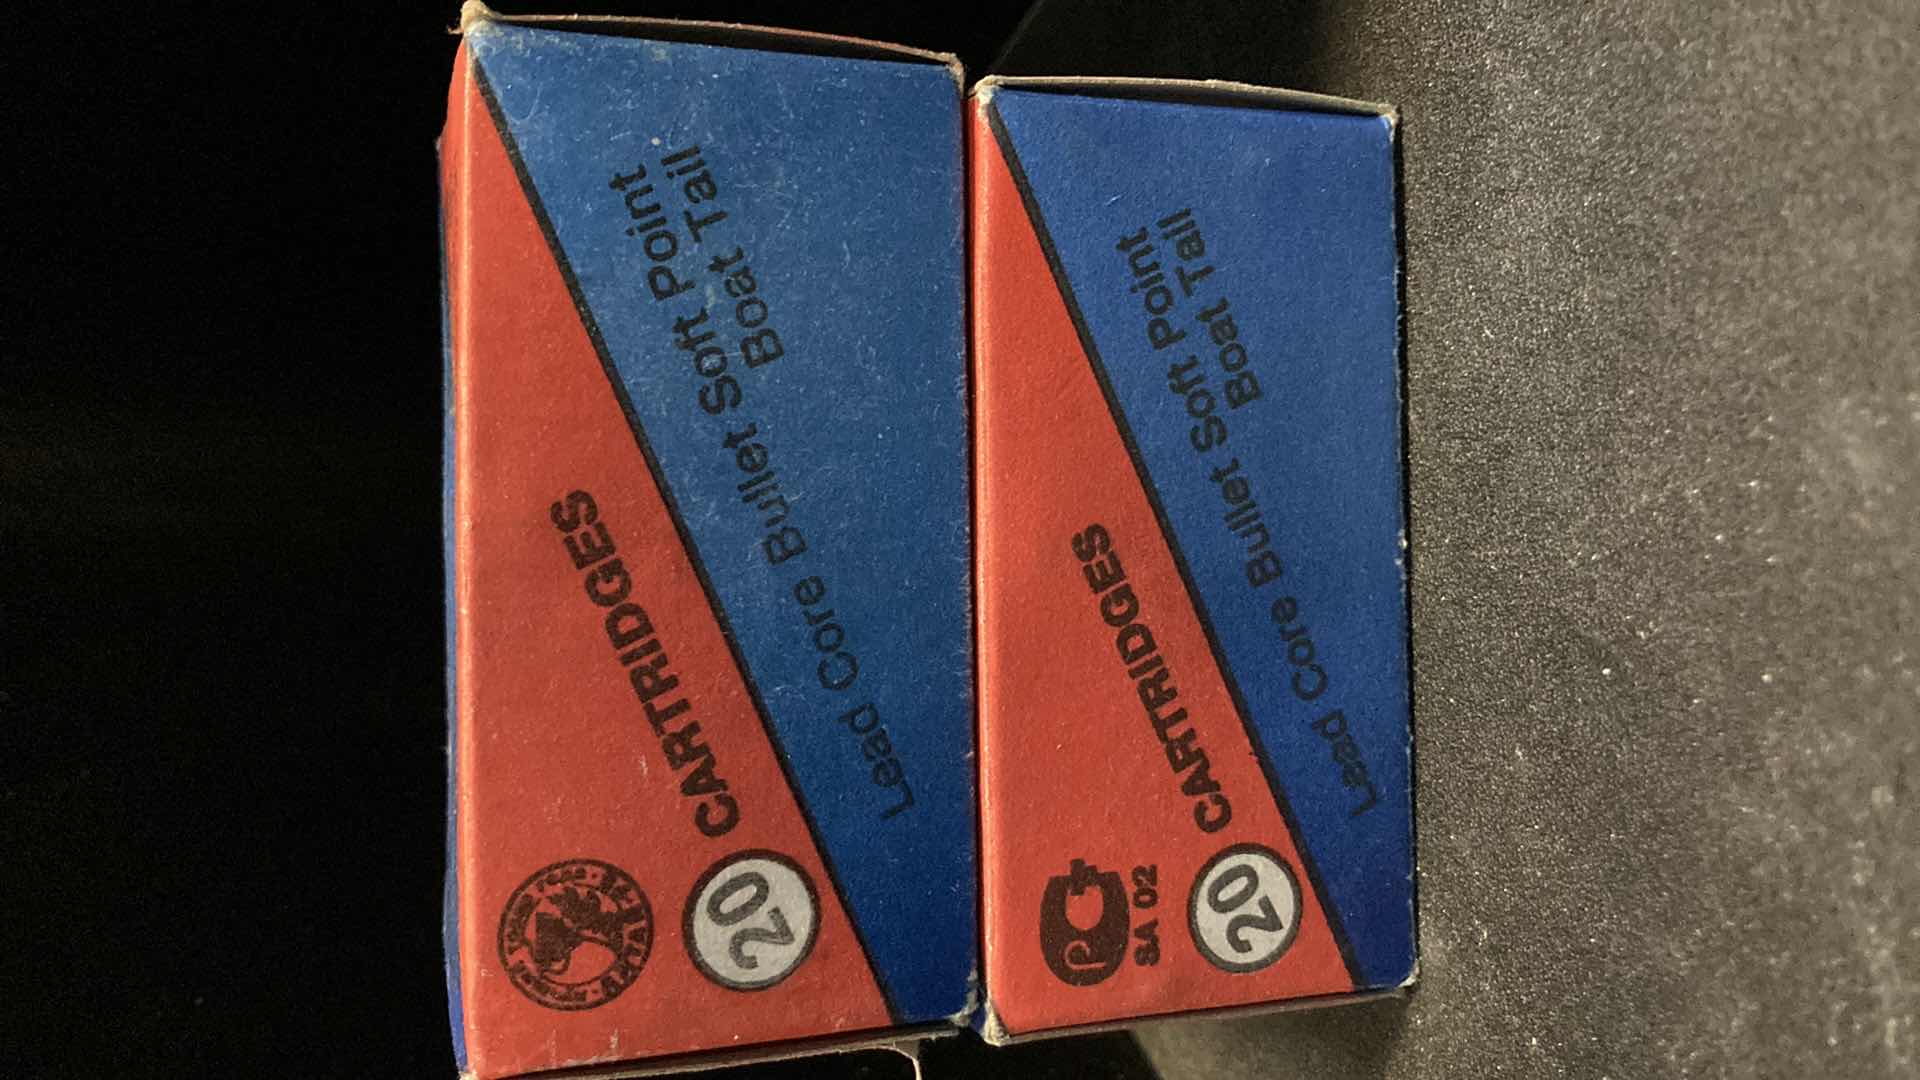 20 CARTRIDGES
Lead Core Bullet Soft Point
Boat Tail
SA 02
20 CARTRIDGES
Lead Core Bullet Soft Point
Boat Tail